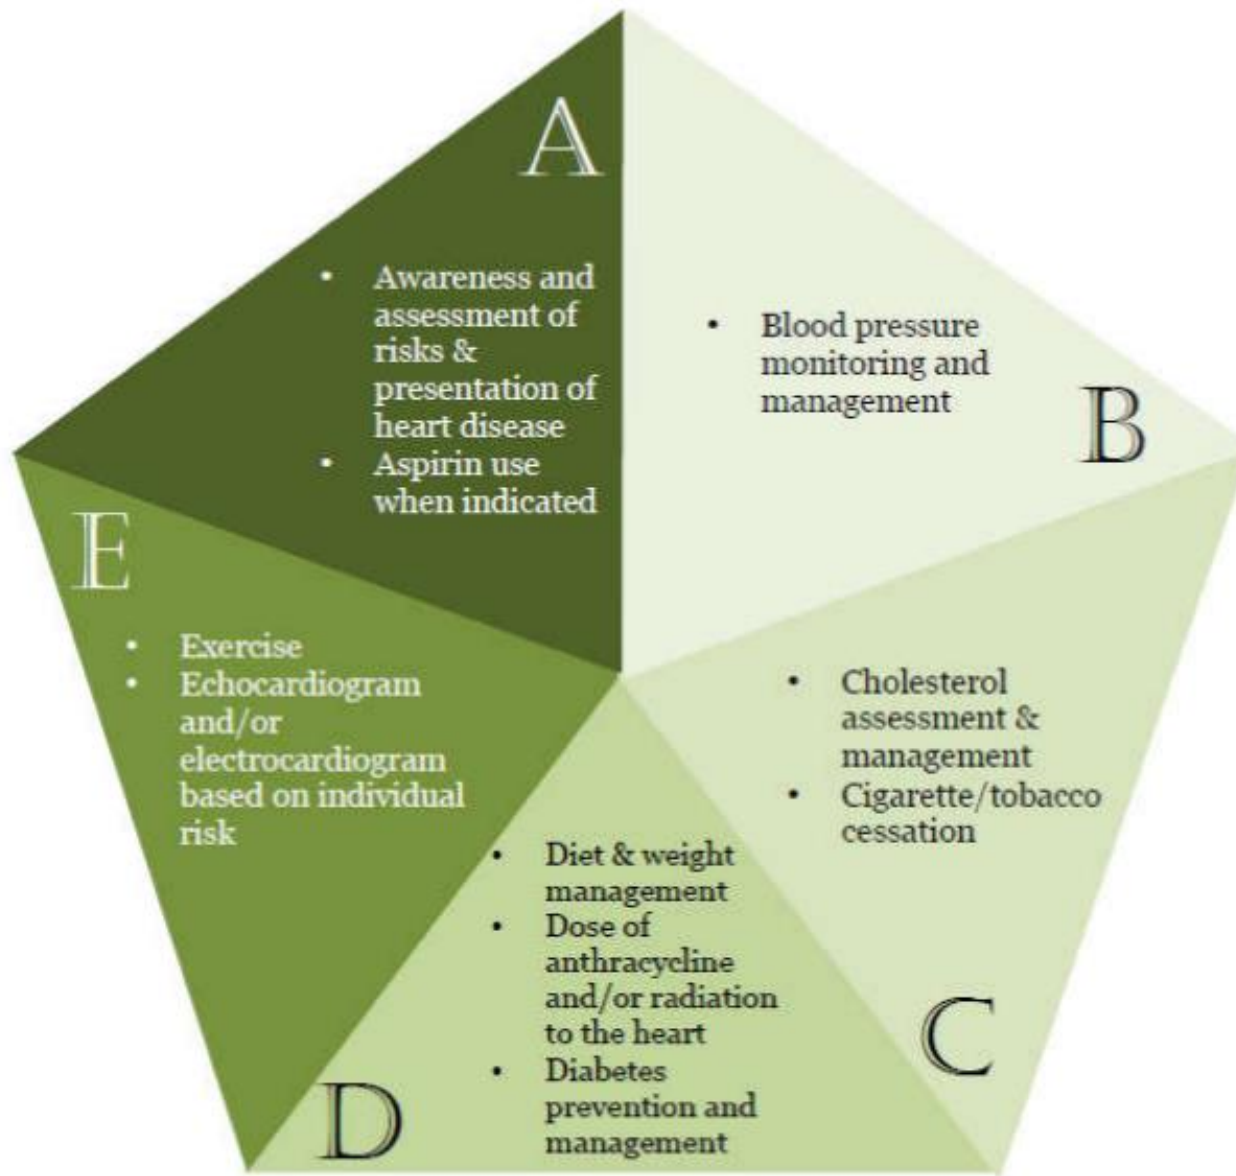 A
• Awareness and
assessment of
risks &
presentation of
heart disease
• Aspirin use
when indicated
• Blood pressure
monitoring and
management
B
• Cholesterol
assessment &
management
• Cigarette/tobacco
cessation
C
• Diet & weight
management
• Dose of
anthracycline
and/or radiation
to the heart
• Diabetes
prevention and
management
D
E
• Exercise
• Echocardiogram
and/or
electrocardiogram
based on individual
risk